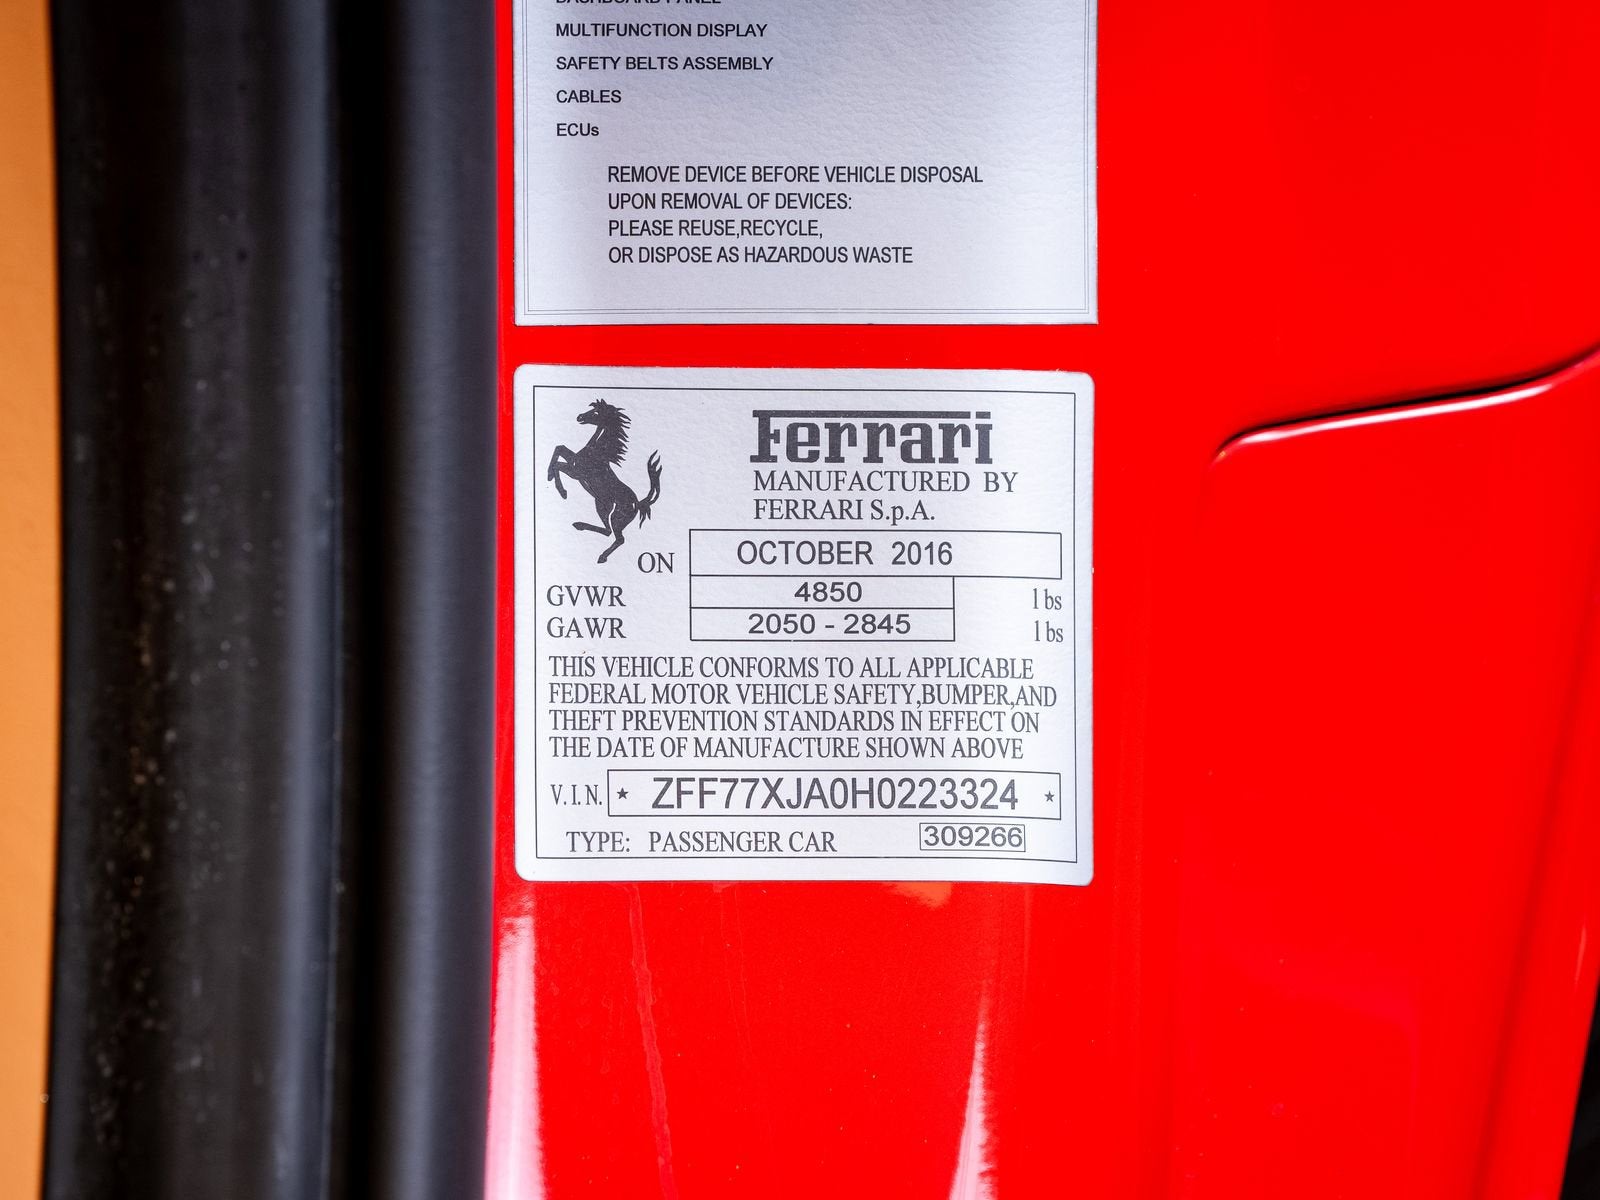 DASHBOARD PANEL
MULTIFUNCTION DISPLAY
SAFETY BELTS ASSEMBLY
CABLES
ECUs
REMOVE DEVICE BEFORE VEHICLE DISPOSAL
UPON REMOVAL OF DEVICES:
PLEASE REUSE,RECYCLE,
OR DISPOSE AS HAZARDOUS WASTE
Ferrari
MANUFACTURED BY
FERRARI S.p.A.
ON OCTOBER 2016
GVWR 4850 lbs
GAWR 2050 - 2845 lbs
THIS VEHICLE CONFORMS TO ALL APPLICABLE
FEDERAL MOTOR VEHICLE SAFETY,BUMPER,AND
THEFT PREVENTION STANDARDS IN EFFECT ON
THE DATE OF MANUFACTURE SHOWN ABOVE
V.I.N. ★ ZFF77XJA0H0223324 ★
TYPE: PASSENGER CAR 309266